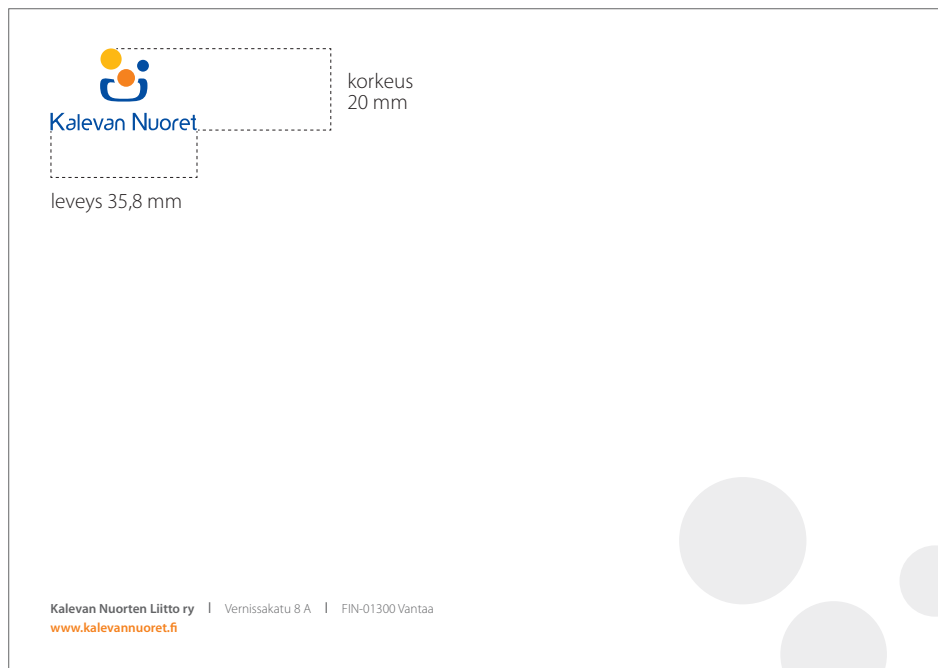 Kalevan Nuoret
korkeus
20 mm
leveys 35,8 mm
Kalevan Nuorten Liitto ry | Vernissakatu 8 A | FIN-01300 Vantaa
www.kalevannuoret.fi